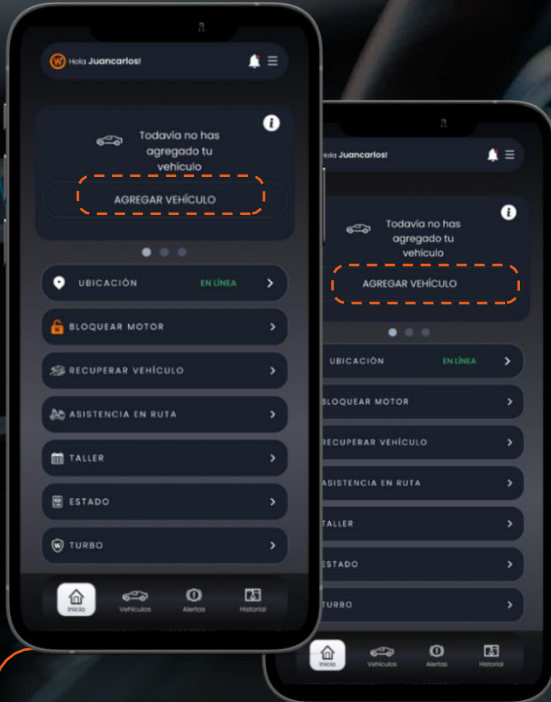 Hola Juancarlos!
Todavía no has
agregado tu
vehículo
AGREGAR VEHÍCULO
UBICACIÓN EN LÍNEA
BLOQUEAR MOTOR
RECUPERAR VEHÍCULO
ASISTENCIA EN RUTA
TALLER
ESTADO
TURBO
Inicio Vehículos Alertas Historial
Hola Juancarlos!
Todavía no has
agregado tu
vehículo
AGREGAR VEHÍCULO
UBICACIÓN EN LÍNEA
BLOQUEAR MOTOR
RECUPERAR VEHÍCULO
ASISTENCIA EN RUTA
TALLER
ESTADO
TURBO
Inicio Vehículos Alertas Historial